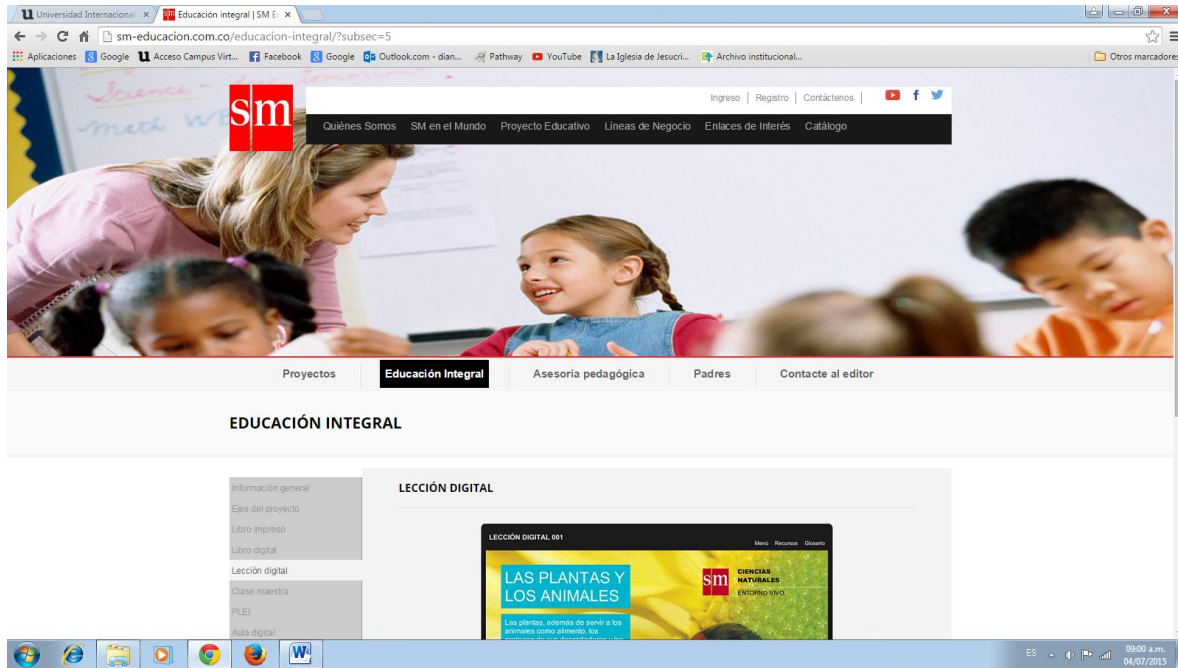 Universidad Internacional
Educación integral | SM Ec
sm-educacion.com.co/educacion-integral/?subsec=5
Aplicaciones Google Acceso Campus Virt... Facebook Google Outlook.com - dian... Pathway YouTube La Iglesia de Jesucri... Archivo institucional... Otros marcadores
Science -
math
sm
Ingreso | Registro | Contáctenos |
Quiénes Somos SM en el Mundo Proyecto Educativo Líneas de Negocio Enlaces de Interés Catálogo
Proyectos Educación Integral Asesoría pedagógica Padres Contacte al editor
EDUCACIÓN INTEGRAL
Información general
Ejes del proyecto
Libro impreso
Libro digital
Lección digital
Clase maestra
PLEI
Aula digital
LECCIÓN DIGITAL
LECCIÓN DIGITAL 001
Menú Recursos Glosario
LAS PLANTAS Y
LOS ANIMALES
sm
CIENCIAS
NATURALES
ENTORNO VIVO
Las plantas, además de servir a los
animales como alimento, los
ES
09:00 a.m.
04/07/2015